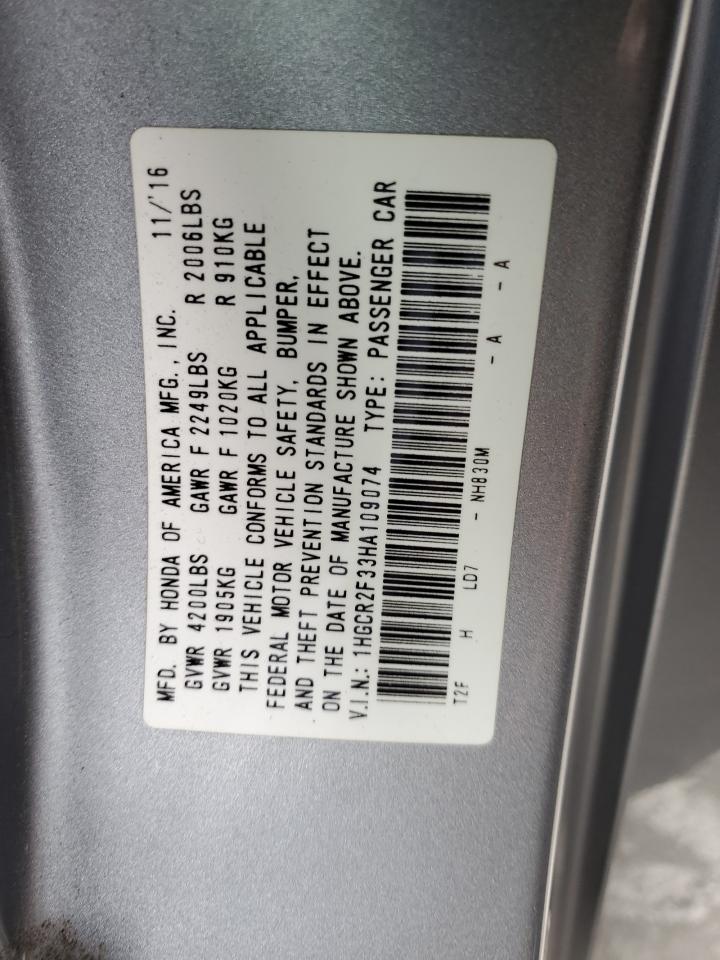 MFD. BY HONDA OF AMERICA MFG., INC. 11/'16
GVWR 4200LBS GAWR F 2249LBS R 2006LBS
GVWR 1905KG GAWR F 1020KG R 910KG
THIS VEHICLE CONFORMS TO ALL APPLICABLE
FEDERAL MOTOR VEHICLE SAFETY, BUMPER,
AND THEFT PREVENTION STANDARDS IN EFFECT
ON THE DATE OF MANUFACTURE SHOWN ABOVE.
V.I.N.: 1HGCR2F33HA109074 TYPE: PASSENGER CAR
T2F H LD7 - NH830M - A - A